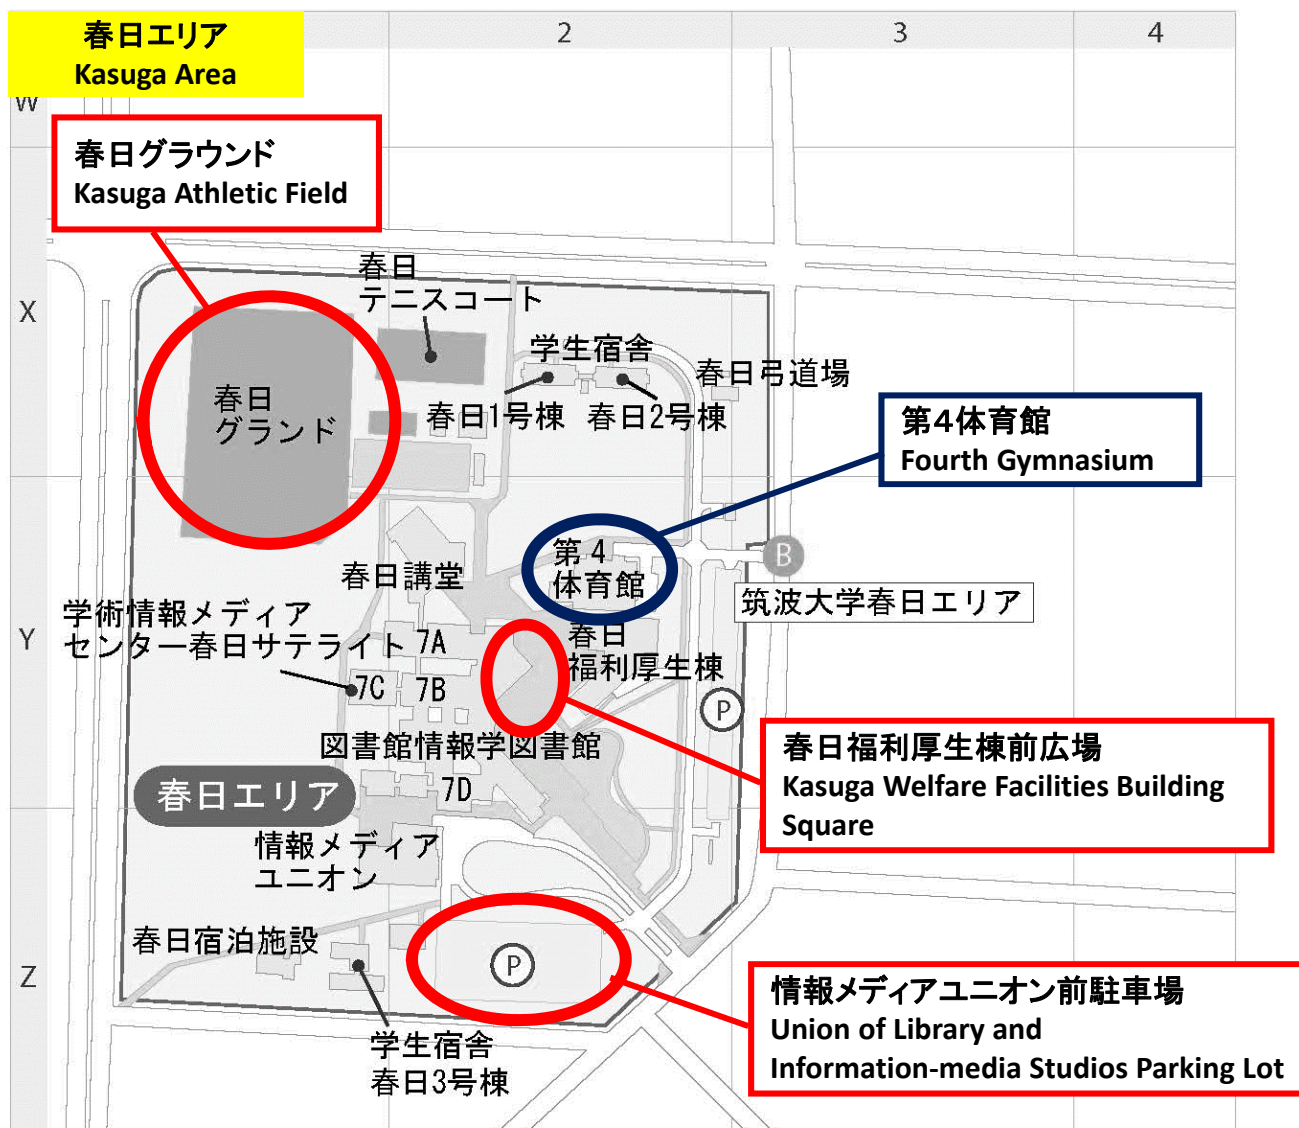 春日エリア
Kasuga Area
2
3
4
W
春日グラウンド
Kasuga Athletic Field
春日
テニスコート
X
学生宿舎
春日弓道場
春日
グランド
春日1号棟
春日2号棟
第4体育館
Fourth Gymnasium
第4
体育館
B
春日講堂
筑波大学春日エリア
学術情報メディア
センター春日サテライト
7A
Y
春日
福利厚生棟
7C
7B
P
図書館情報学図書館
春日福利厚生棟前広場
Kasuga Welfare Facilities Building
Square
春日エリア
7D
情報メディア
ユニオン
春日宿泊施設
P
Z
情報メディアユニオン前駐車場
Union of Library and
Information-media Studios Parking Lot
学生宿舎
春日3号棟